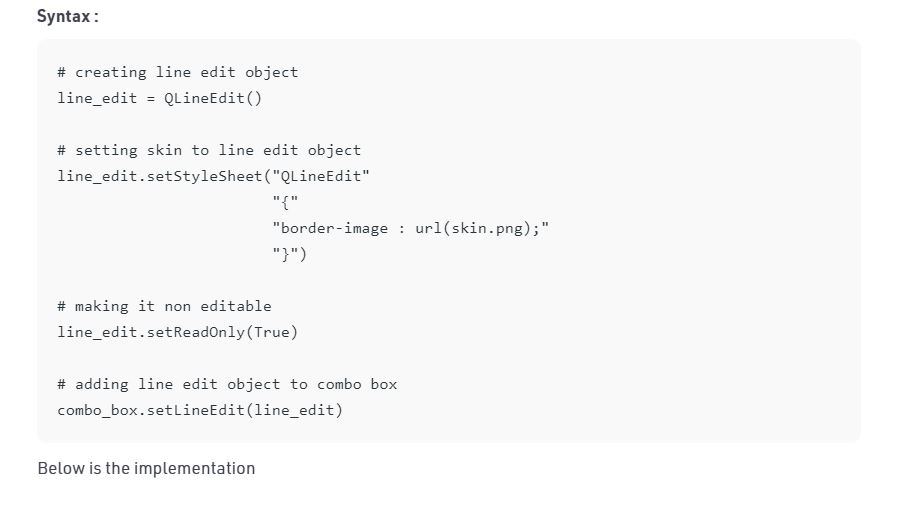 Syntax :
# creating line edit object
line_edit = QLineEdit()
# setting skin to line edit object
line_edit.setStyleSheet("QLineEdit"
"{"
"border-image : url(skin.png);"
"}")
# making it non editable
line_edit.setReadOnly(True)
# adding line edit object to combo box
combo_box.setLineEdit(line_edit)
Below is the implementation